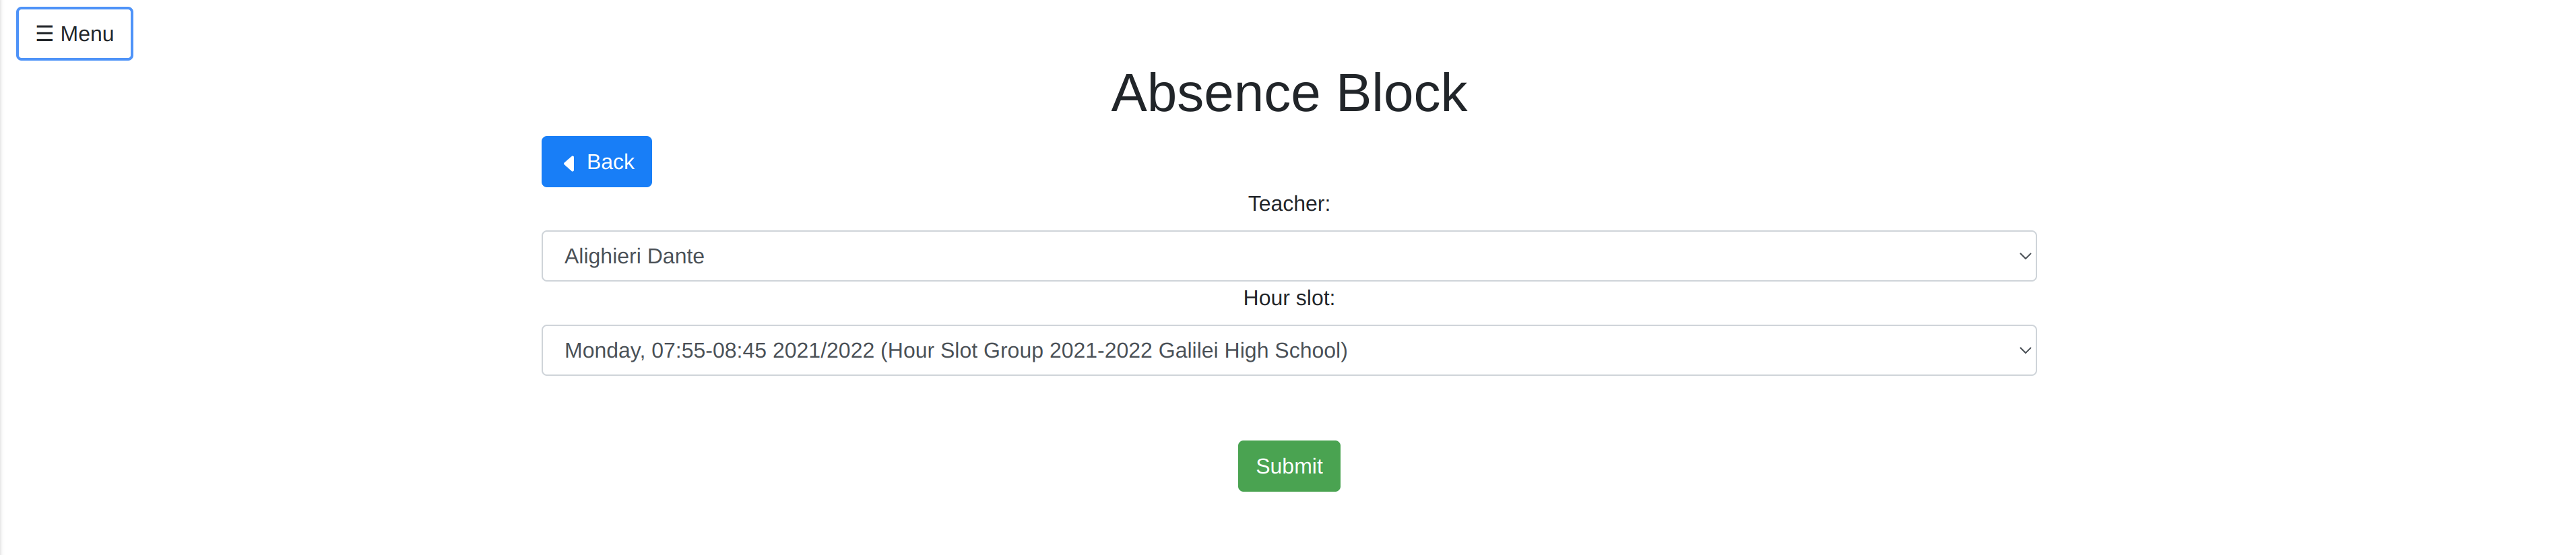 ☰ Menu
Absence Block
Back
Teacher:
Alighieri Dante
Hour slot:
Monday, 07:55-08:45 2021/2022 (Hour Slot Group 2021-2022 Galilei High School)
Submit